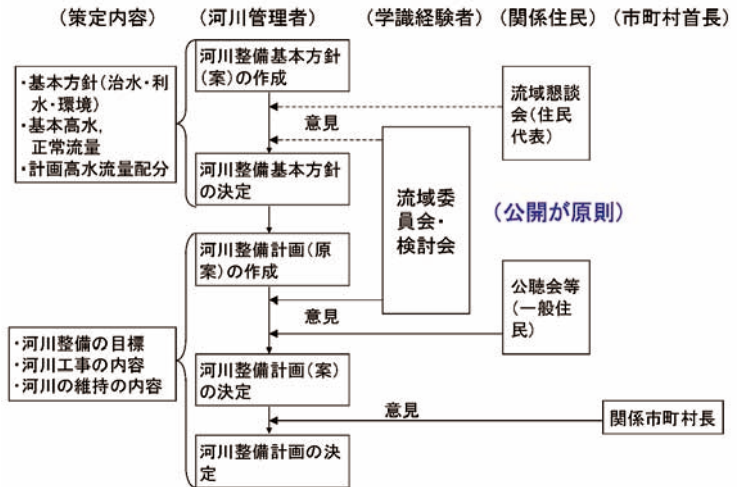 (策定内容) (河川管理者) (学識経験者) (関係住民) (市町村首長)
河川整備基本方針
(案)の作成
・基本方針(治水・利
水・環境)
・基本高水,
正常流量
・計画高水流量配分
流域懇談
会(住民
代表)
意見
河川整備基本方針
の決定
流域委
員会・
検討会
(公開が原則)
河川整備計画(原
案)の作成
公聴会等
(一般住
民)
意見
・河川整備の目標
・河川工事の内容
・河川の維持の内容
河川整備計画(案)
の決定
意見
関係市町村長
河川整備計画の決
定